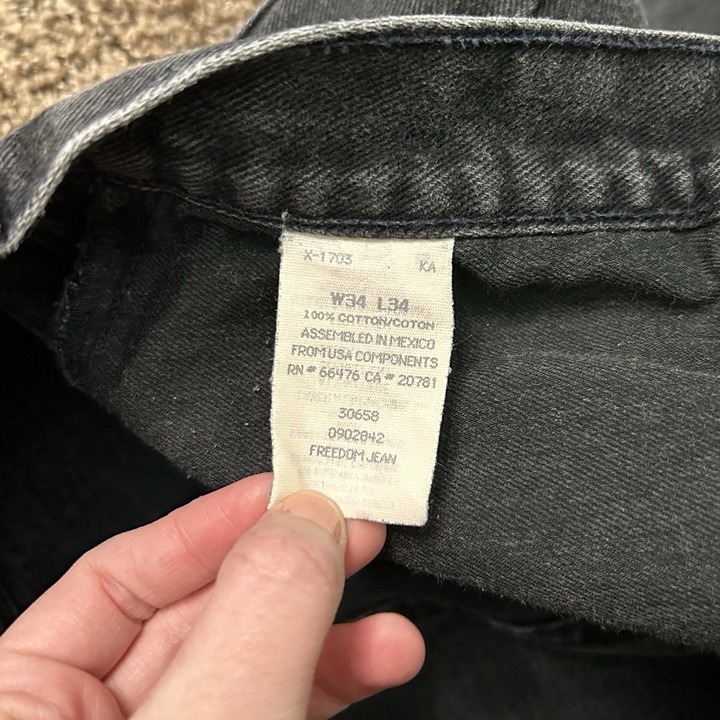 X-1703 KA
W34 L34
100% COTTON/COTON
ASSEMBLED IN MEXICO
FROM USA COMPONENTS
RN # 66476 CA # 20781
30658
0902842
FREEDOM JEAN